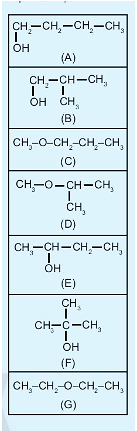 CH₂–CH₂–CH₂–CH₃
OH
(A)
CH₂–CH–CH₃
OH CH₃
(B)
CH₃–O–CH₂–CH₂–CH₃
(C)
CH₃–O–CH–CH₃
CH₃
(D)
CH₃–CH–CH₂–CH₃
OH
(E)
CH₃
CH₃–C–CH₃
OH
(F)
CH₃–CH₂–O–CH₂–CH₃
(G)